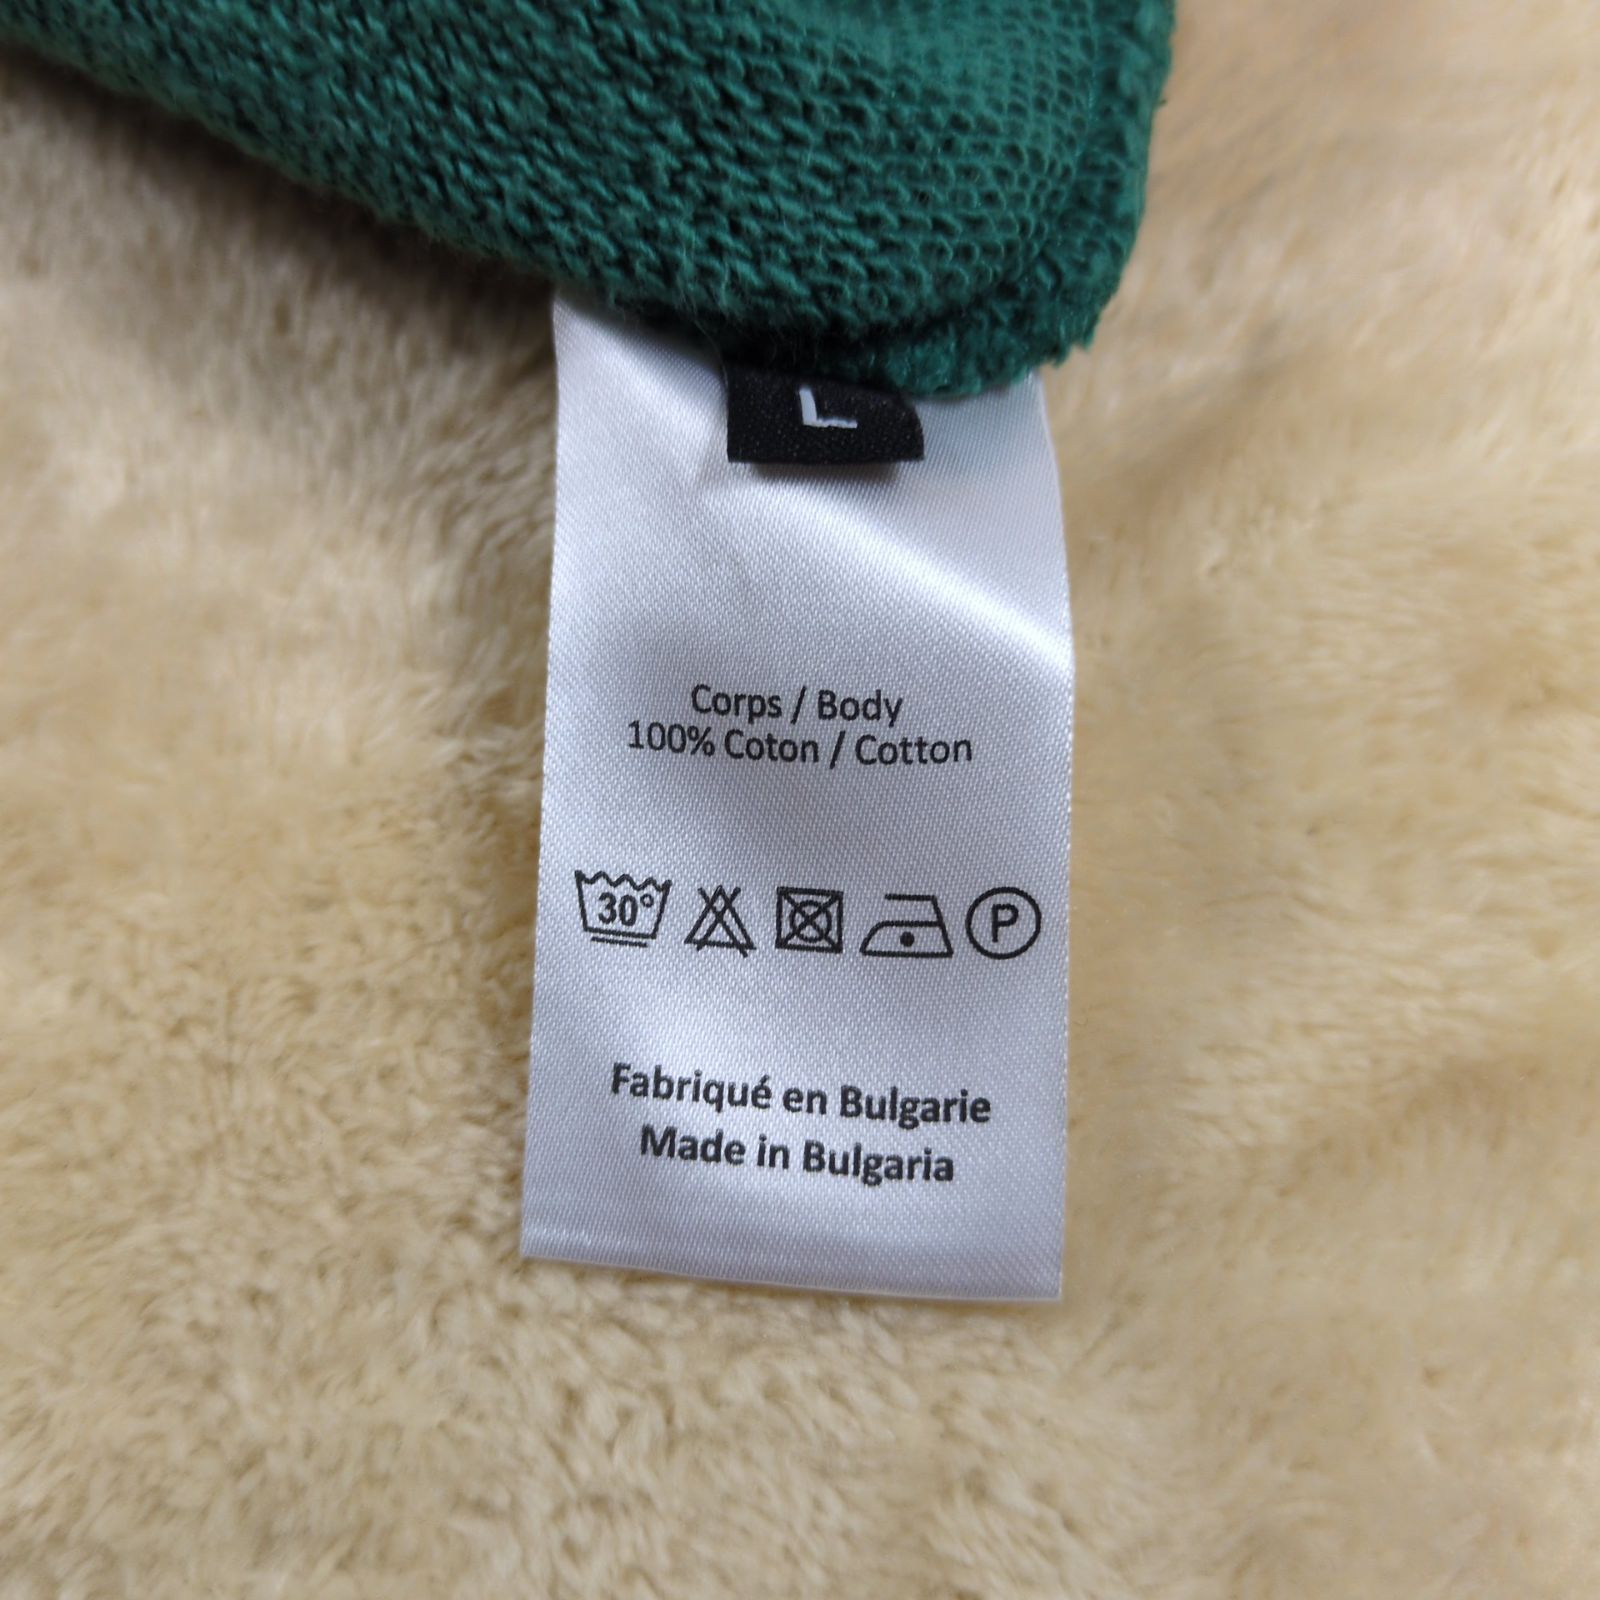 L
Corps / Body
100% Coton / Cotton
30°
P
Fabriqué en Bulgarie
Made in Bulgaria